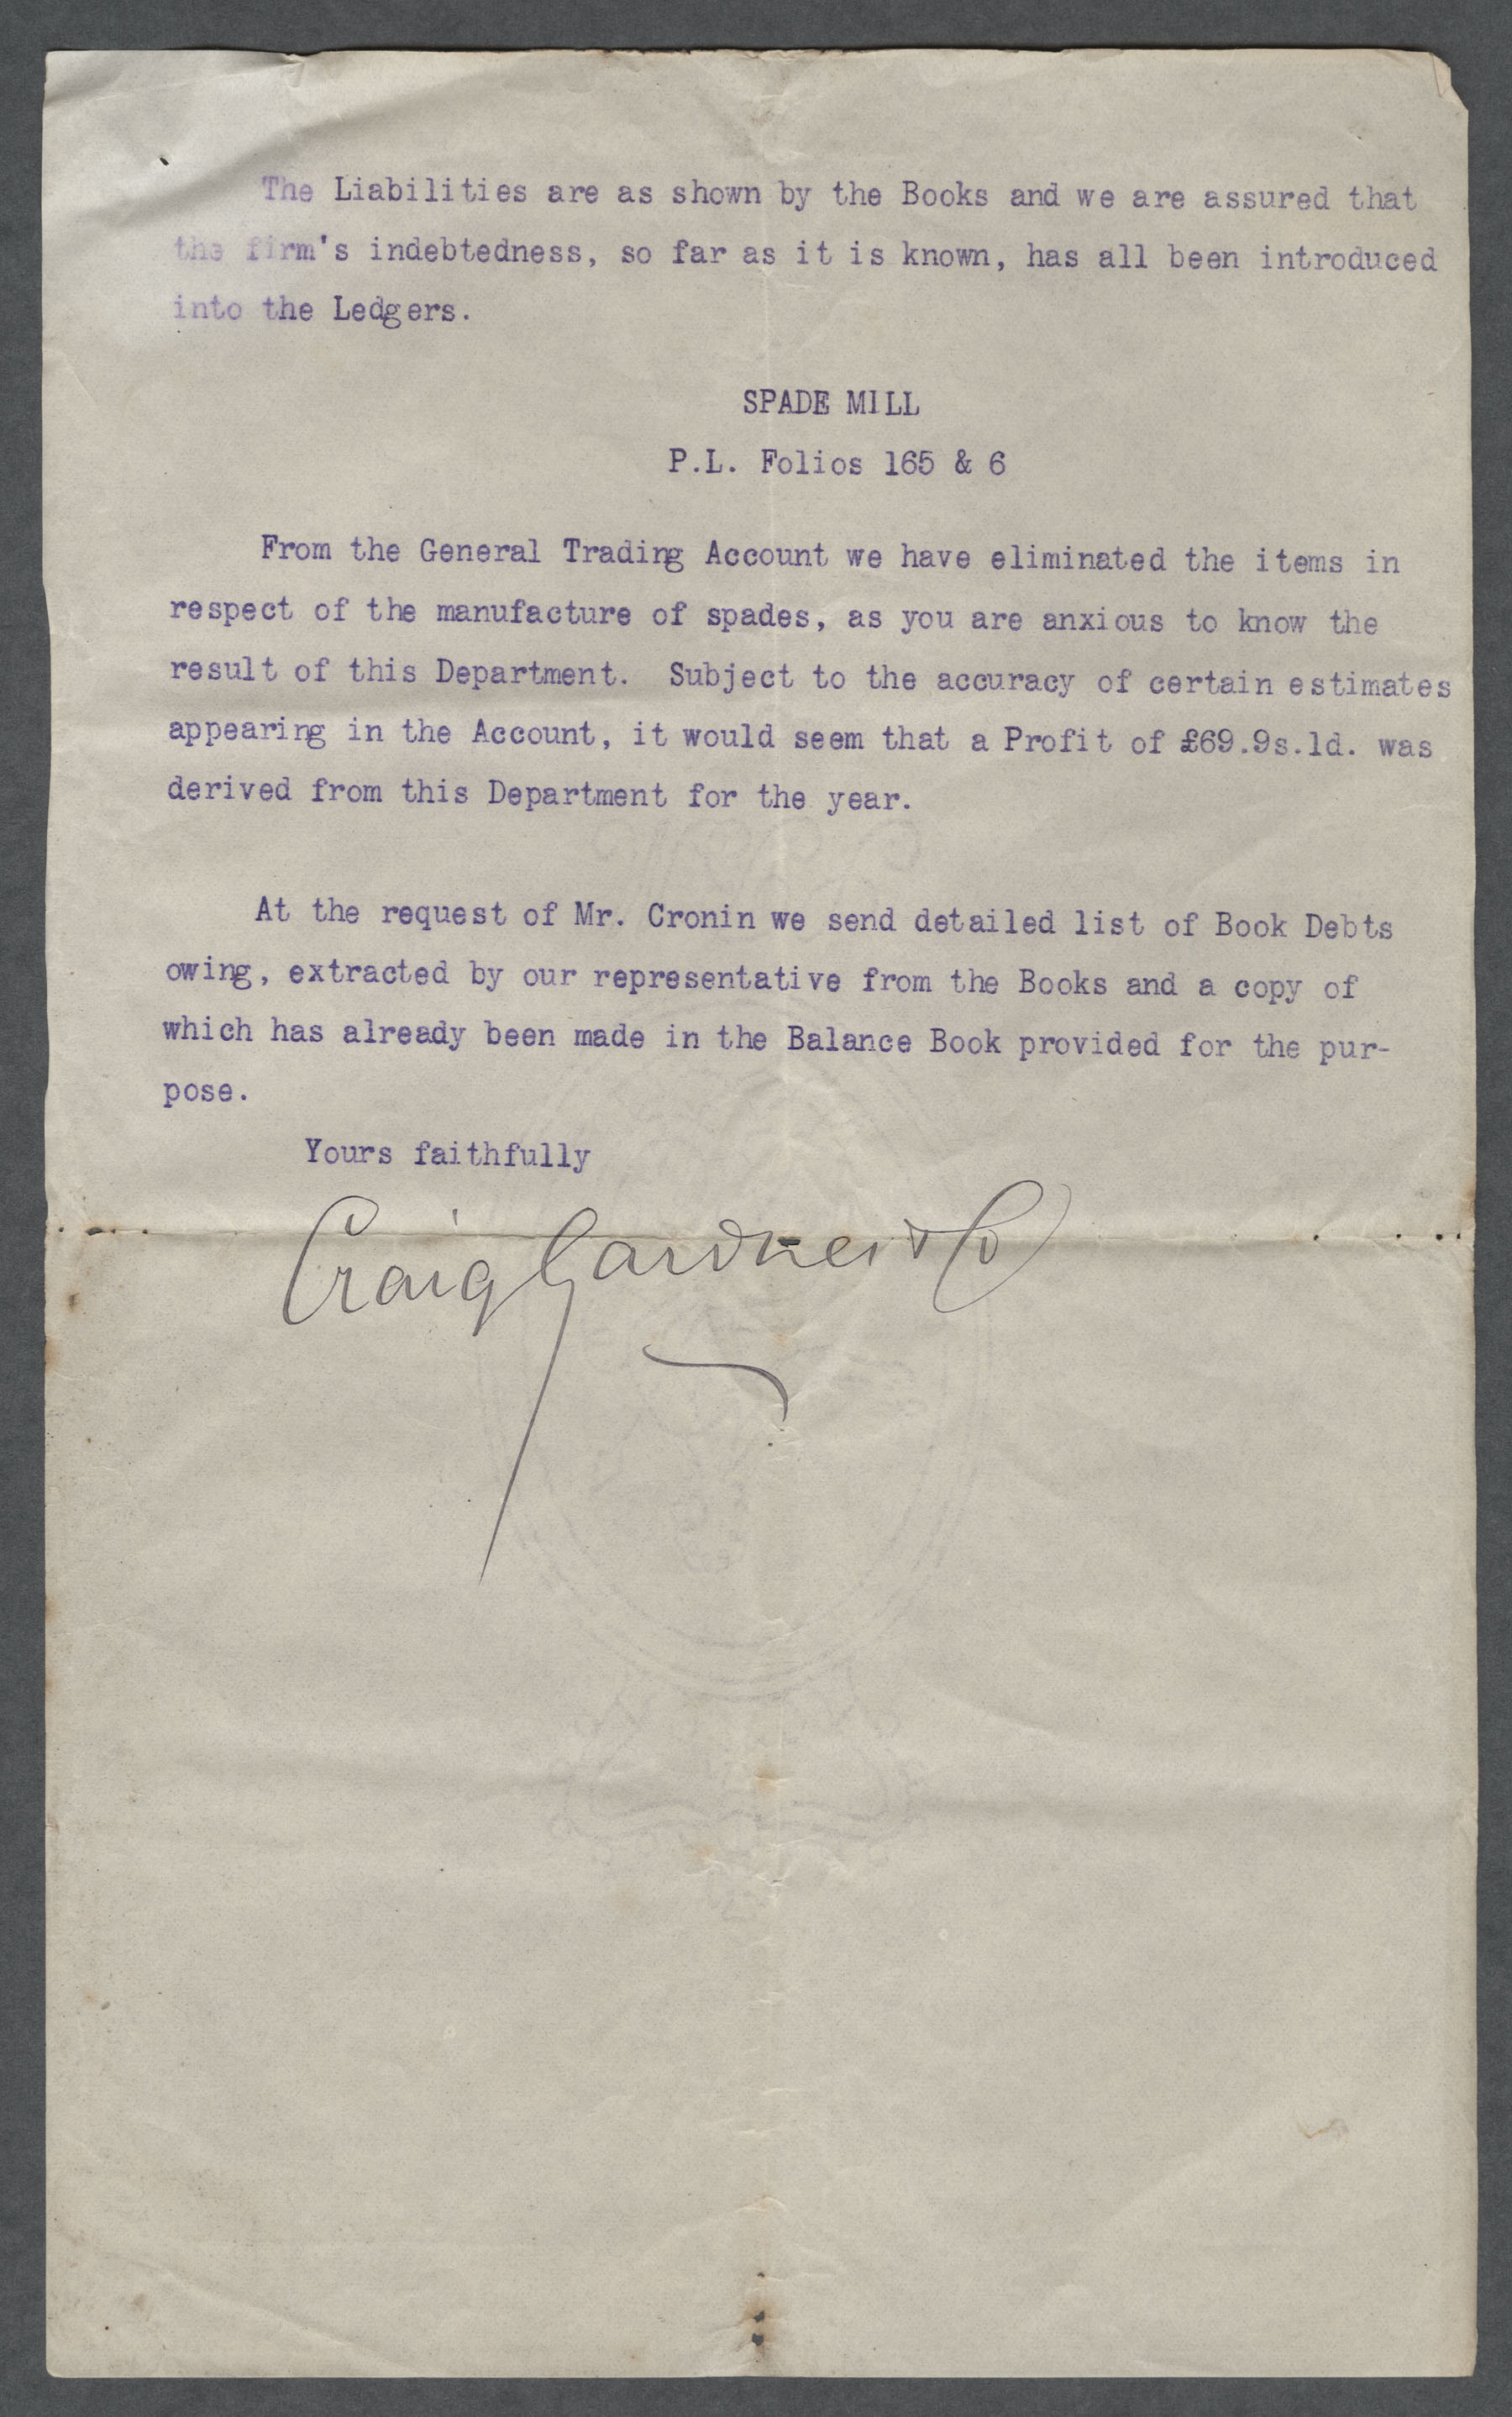 The Liabilities are as shown by the Books and we are assured that
the firm's indebtedness, so far as it is known, has all been introduced
into the Ledgers.
SPADE MILL
P.L. Folios 165 & 6
From the General Trading Account we have eliminated the items in
respect of the manufacture of spades, as you are anxious to know the
result of this Department. Subject to the accuracy of certain estimates
appearing in the Account, it would seem that a Profit of £69.9s.1d. was
derived from this Department for the year.
At the request of Mr. Cronin we send detailed list of Book Debts
owing, extracted by our representative from the Books and a copy of
which has already been made in the Balance Book provided for the pur-
pose.
Yours faithfully
Craig Gardner & Co